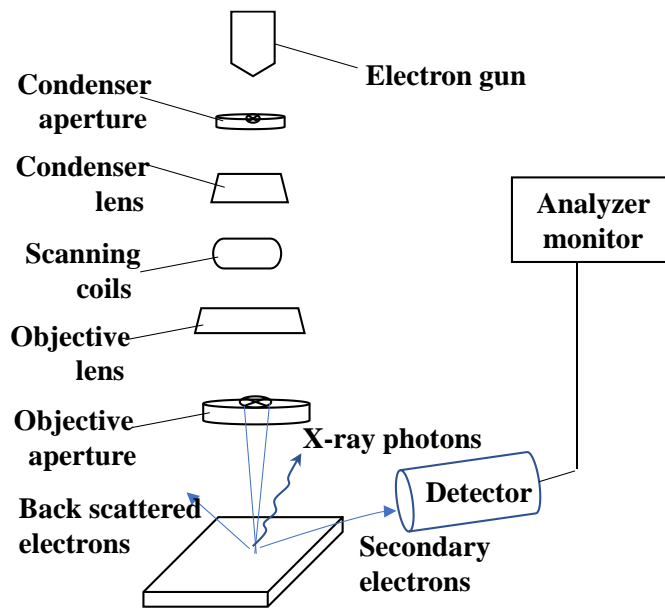 Electron gun
Condenser
aperture
Condenser
lens
Analyzer
monitor
Scanning
coils
Objective
lens
Objective
aperture
X-ray photons
Detector
Back scattered
electrons
Secondary
electrons